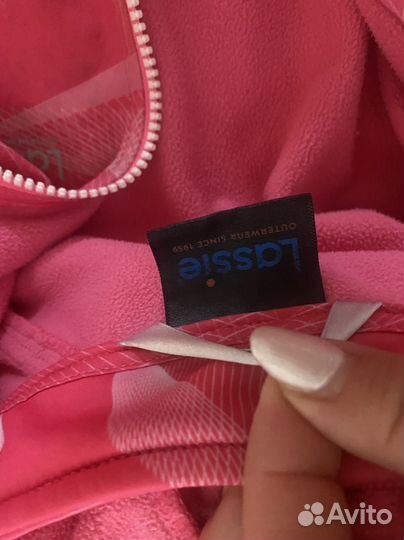 Lassie
OUTERWEAR SINCE 1959
Avito